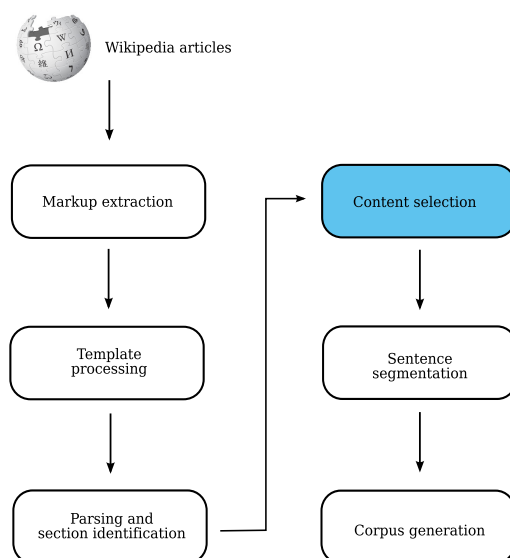 Wikipedia articles
Markup extraction
Template
processing
Parsing and
section identification
Content selection
Sentence
segmentation
Corpus generation